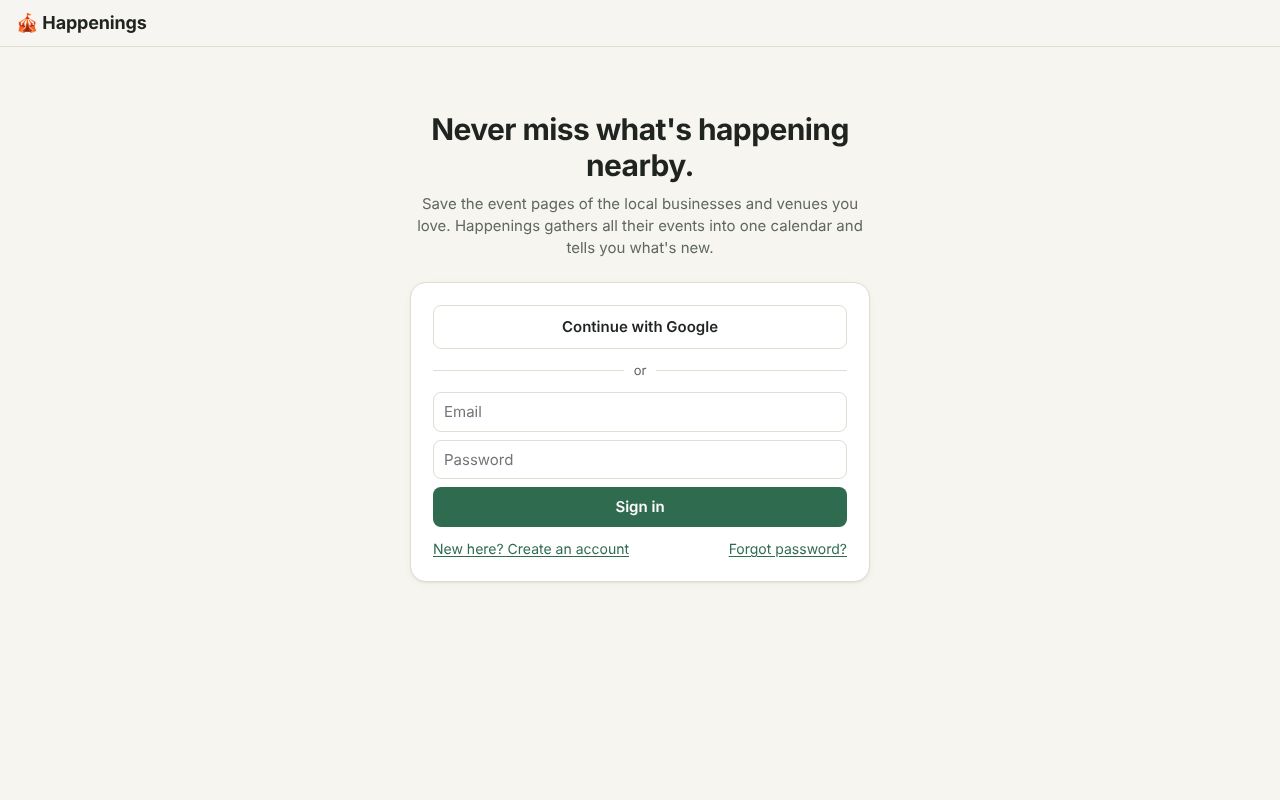 Happenings
Never miss what's happening
nearby.
Save the event pages of the local businesses and venues you
love. Happenings gathers all their events into one calendar and
tells you what's new.
Continue with Google
or
Email
Password
Sign in
New here? Create an account
Forgot password?